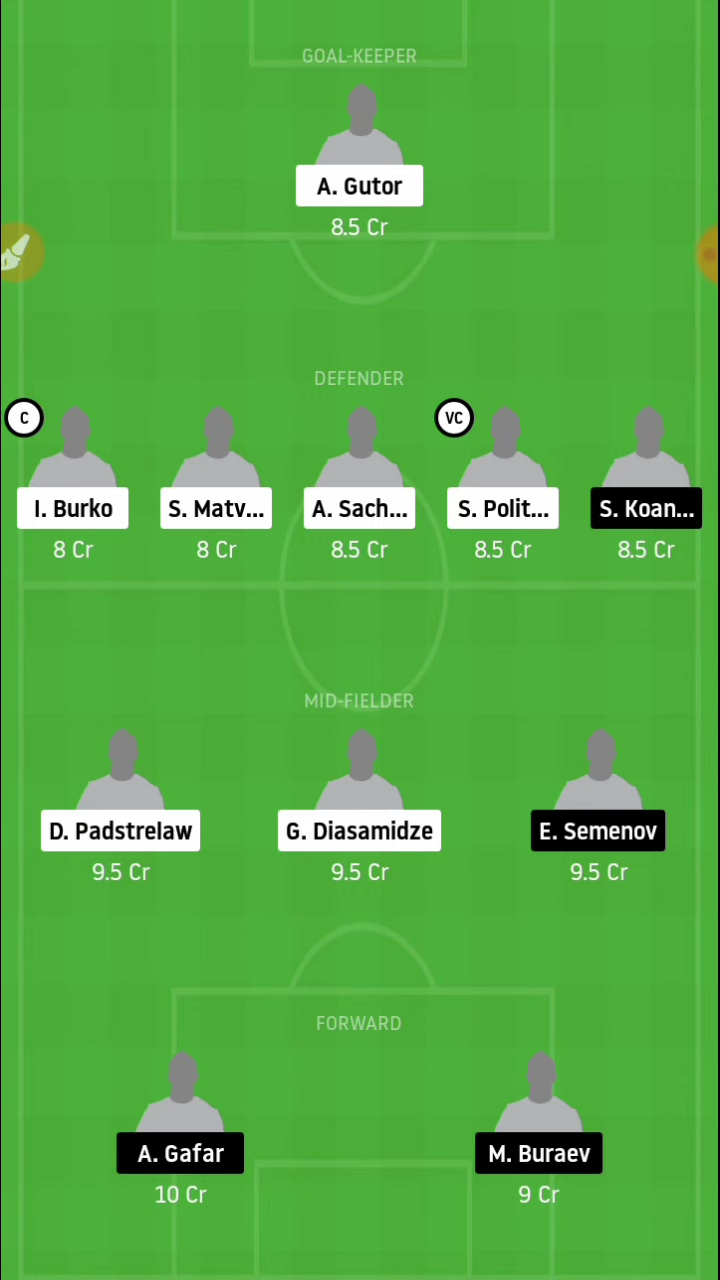 GOAL-KEEPER
A. Gutor
8.5 Cr
DEFENDER
C
VC
I. Burko
S. Matv...
A. Sach...
S. Polit...
S. Koan...
8 Cr
8 Cr
8.5 Cr
8.5 Cr
8.5 Cr
MID-FIELDER
D. Padstrelaw
G. Diasamidze
E. Semenov
9.5 Cr
9.5 Cr
9.5 Cr
FORWARD
A. Gafar
M. Buraev
10 Cr
9 Cr